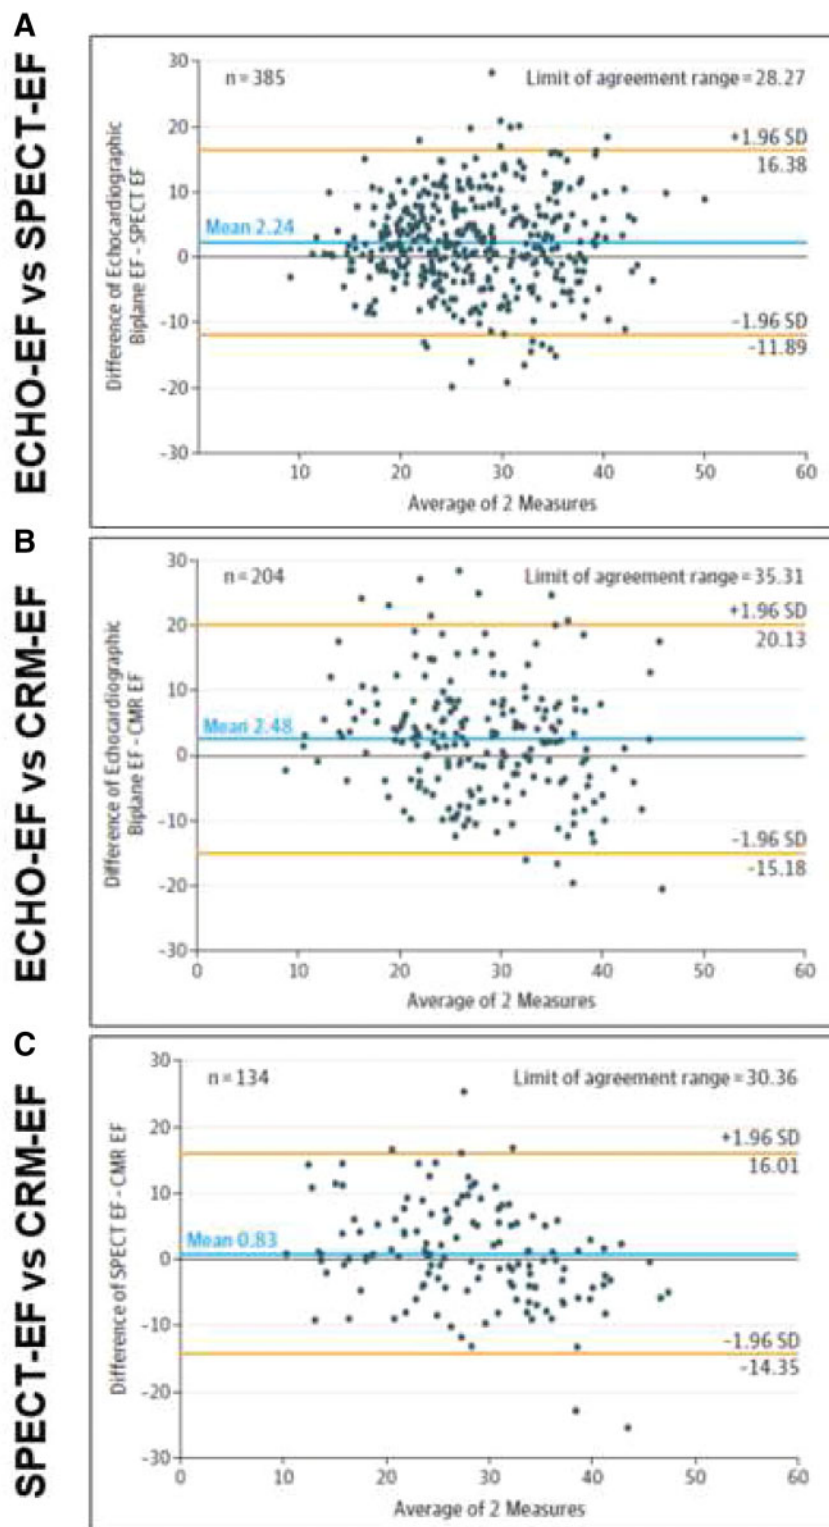 A
ECHO-EF vs SPECT-EF
Difference of Echocardiographic
Biplane EF - SPECT EF
n = 385
Limit of agreement range = 28.27
30
20
10
0
-10
-20
-30
+1.96 SD
16.38
Mean 2.24
-1.96 SD
-11.89
10
20
30
40
50
60
Average of 2 Measures
B
ECHO-EF vs CRM-EF
Difference of Echocardiographic
Biplane EF - CMR EF
n = 204
Limit of agreement range = 35.31
30
20
10
0
-10
-20
-30
+1.96 SD
20.13
Mean 2.48
-1.96 SD
-15.18
0
10
20
30
40
50
60
Average of 2 Measures
C
SPECT-EF vs CRM-EF
Difference of SPECT EF - CMR EF
n = 134
Limit of agreement range = 30.36
30
20
10
0
-10
-20
-30
+1.96 SD
16.01
Mean 0.83
-1.96 SD
-14.35
0
10
20
30
40
50
60
Average of 2 Measures